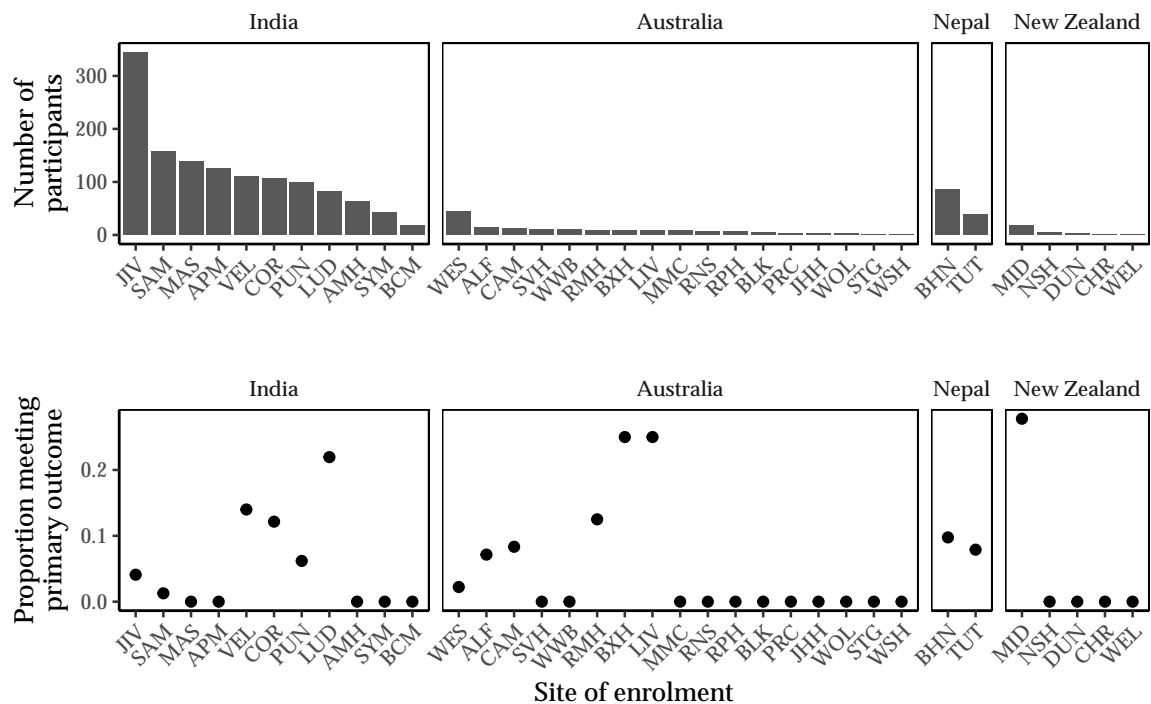 India Australia Nepal New Zealand
Number of
participants
300
200
100
0
JIV SAM MAS APM VEL COR PUN LUD AMH SYM BCM WES ALF CAM SVH WWB RMH BXH LIV MMC RNS RPH BLK PRC JHH WOL STG WSH BHN TUT MID NSH DUN CHR WEL
India Australia Nepal New Zealand
Proportion meeting
primary outcome
0.2
0.1
0.0
JIV SAM MAS APM VEL COR PUN LUD AMH SYM BCM WES ALF CAM SVH WWB RMH BXH LIV MMC RNS RPH BLK PRC JHH WOL STG WSH BHN TUT MID NSH DUN CHR WEL
Site of enrolment